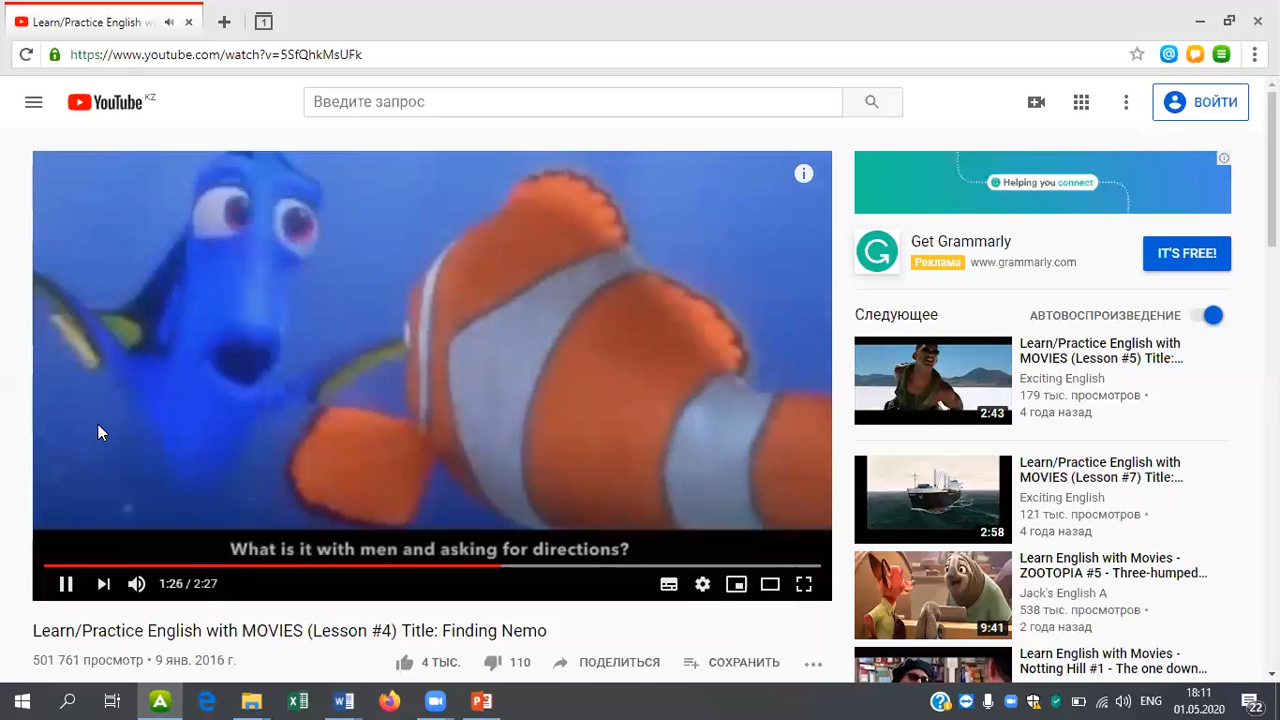 Learn/Practice English w
1
https://www.youtube.com/watch?v=5SfQhkMsUFk
YouTube KZ
Введите запрос
ВОЙТИ
Helping you connect
Get Grammarly
Реклама www.grammarly.com
IT'S FREE!
Следующее
АВТОВОСПРОИЗВЕДЕНИЕ
Learn/Practice English with
MOVIES (Lesson #5) Title:...
Exciting English
179 тыс. просмотров •
4 года назад
2:43
Learn/Practice English with
MOVIES (Lesson #7) Title:...
Exciting English
121 тыс. просмотров •
4 года назад
2:58
Learn English with Movies -
ZOOTOPIA #5 - Three-humped...
Jack's English A
538 тыс. просмотров •
2 года назад
9:41
Learn English with Movies -
Notting Hill #1 - The one down...
What is it with men and asking for directions?
1:26 / 2:27
Learn/Practice English with MOVIES (Lesson #4) Title: Finding Nemo
501 761 просмотр • 9 янв. 2016 г.
4 ТЫС.
110
ПОДЕЛИТЬСЯ
СОХРАНИТЬ
ENG
18:11
01.05.2020
22